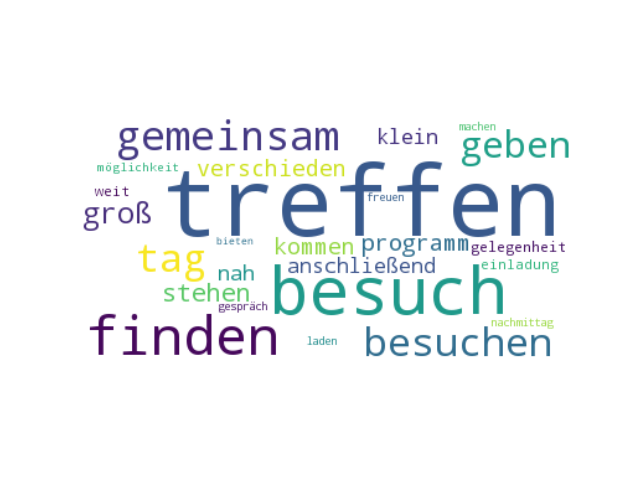 machen
gemeinsam klein geben
möglichkeit verschieden
treffen
weit freuen
groß
bieten kommen programm gelegenheit
tag nah anschließend einladung
stehen besuch
gespräch
finden laden besuchen nachmittag